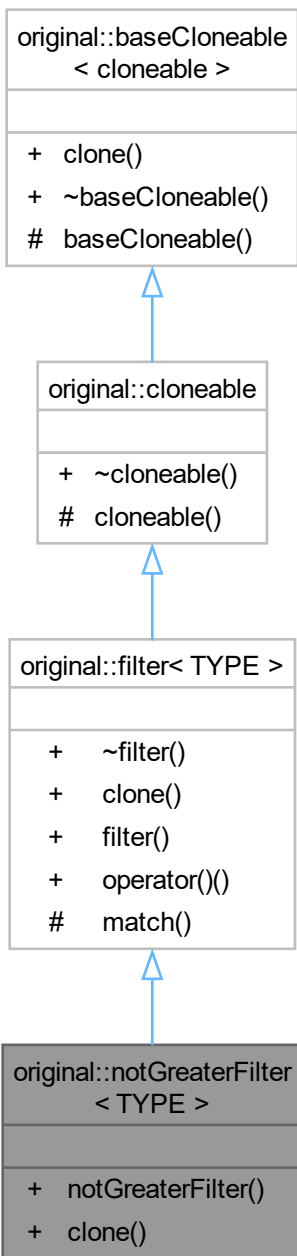 original::baseCloneable
< cloneable >
+ clone()
+ ~baseCloneable()
# baseCloneable()
original::cloneable
+ ~cloneable()
# cloneable()
original::filter< TYPE >
+ ~filter()
+ clone()
+ filter()
+ operator()()
# match()
original::notGreaterFilter
< TYPE >
+ notGreaterFilter()
+ clone()